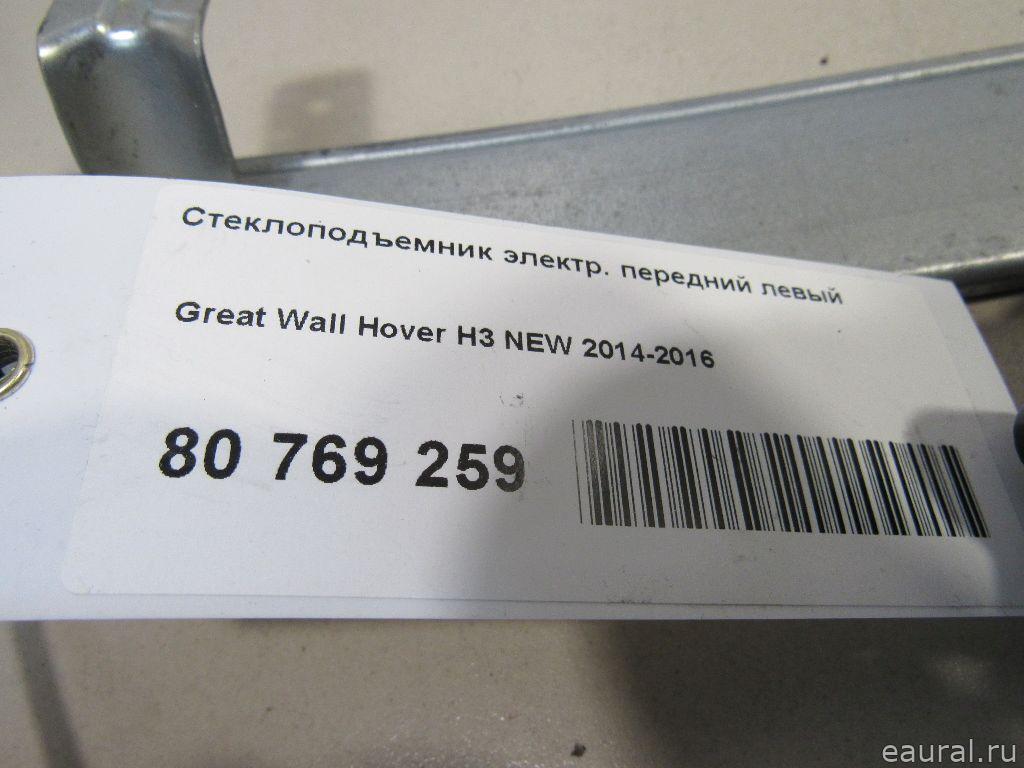 Стеклоподъемник электр. передний левый
Great Wall Hover H3 NEW 2014-2016
80 769 259
eaural.ru